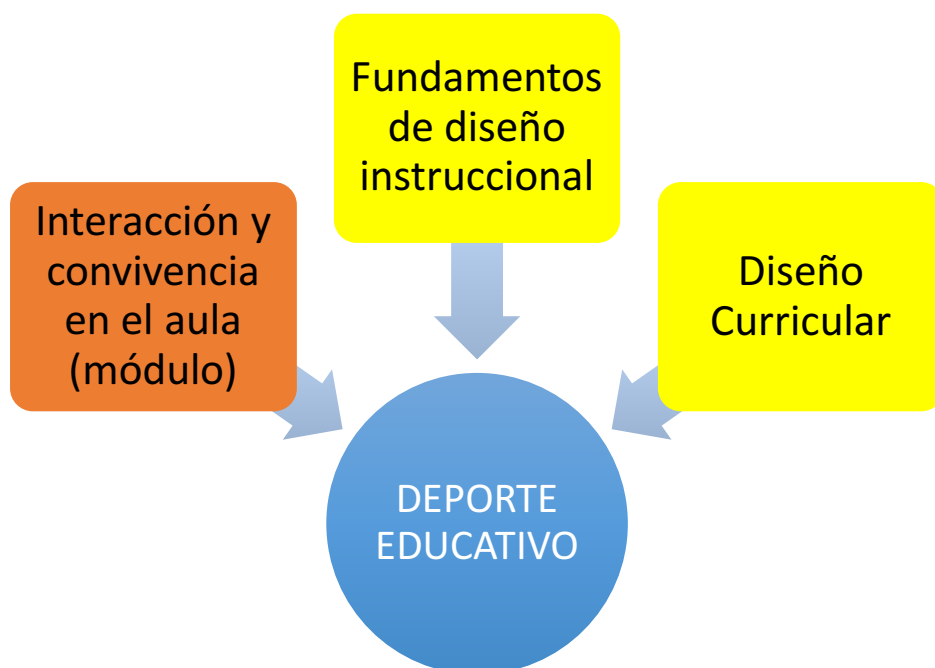 Fundamentos
de diseño
instruccional
Interacción y
convivencia
en el aula
(módulo)
Diseño
Curricular
DEPORTE
EDUCATIVO